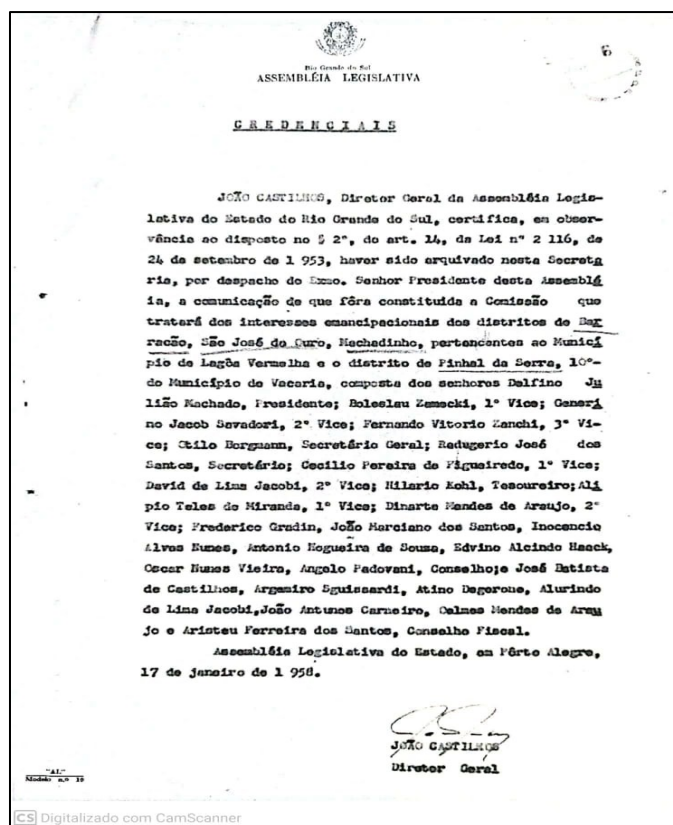 Rio Grande do Sul
ASSEMBLÉIA LEGISLATIVA
6
CREDENCIAIS
JOÃO CASTILHOS, Diretor Geral da Assembléia Legis-
lativa do Estado do Rio Grande do Sul, certifica, em obser-
vância ao disposto no § 2º, do art. 14, da Lei nº 2 116, de
24 de setembro de 1 953, haver sido arquivado nesta Secreta
ria, por despacho do Exmo. Senhor Presidente desta Assemblé
ia, a comunicação de que fôra constituida a Comissão que
tratará dos interesses emancipacionais dos distritos de Bar
racão, São José do Ouro, Machadinho, pertencentes ao Municí
pio de Lagôa Vermelha e o distrito de Pinhal da Serra, 10º-
do Município de Vacaria, composta dos senhores Delfino Ju
lião Machado, Presidente; Boleslau Zamecki, 1º Vice; Generi
no Jacob Savadori, 2º Vice; Fernando Vitorio Zanchi, 3º Vi-
ce; Otilo Borgmann, Secretário Geral; Radugerio José dos
Santos, Secretário; Cecilio Pereira de Figueiredo, 1º Vice;
David de Lima Jacobi, 2º Vice; Hilario Kohl, Tesoureiro; Ali
pio Teles de Miranda, 1º Vice; Dinarte Mendes de Araujo, 2º
Vice; Frederico Gradin, João Marciano dos Santos, Inocencio
Alves Nunes, Antonio Nogueira de Sousa, Edvino Alcindo Haack,
Oscar Nunes Vieira, Angelo Padovani, Conselho;e José Batista
de Castilhos, Argemiro Sguissardi, Atino Degerone, Alurindo
de Lima Jacobi,João Antunes Carneiro, Celmes Mendes de Arau
jo e Aristeu Ferreira dos Santos, Conselho Fiscal.
Assembléia Legislativa do Estado, em Pôrto Alegre,
17 de janeiro de 1 958.
JOÃO CASTILHOS
Diretor Geral
"AL"
Modelo n.º 10
CS Digitalizado com CamScanner